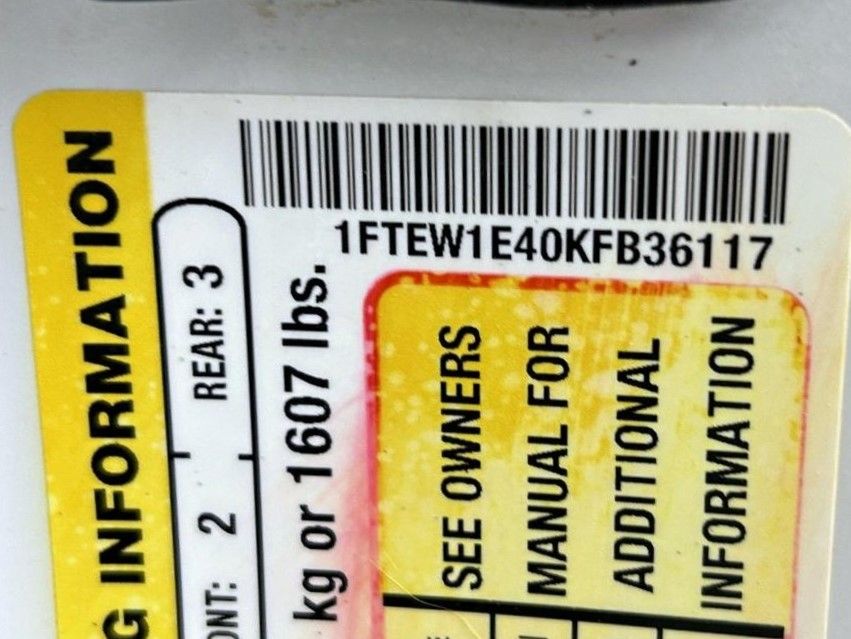 1FTEW1E40KFB36117
G INFORMATION
ONT: 2 REAR: 3
kg or 1607 lbs.
SEE OWNERS
MANUAL FOR
ADDITIONAL
INFORMATION